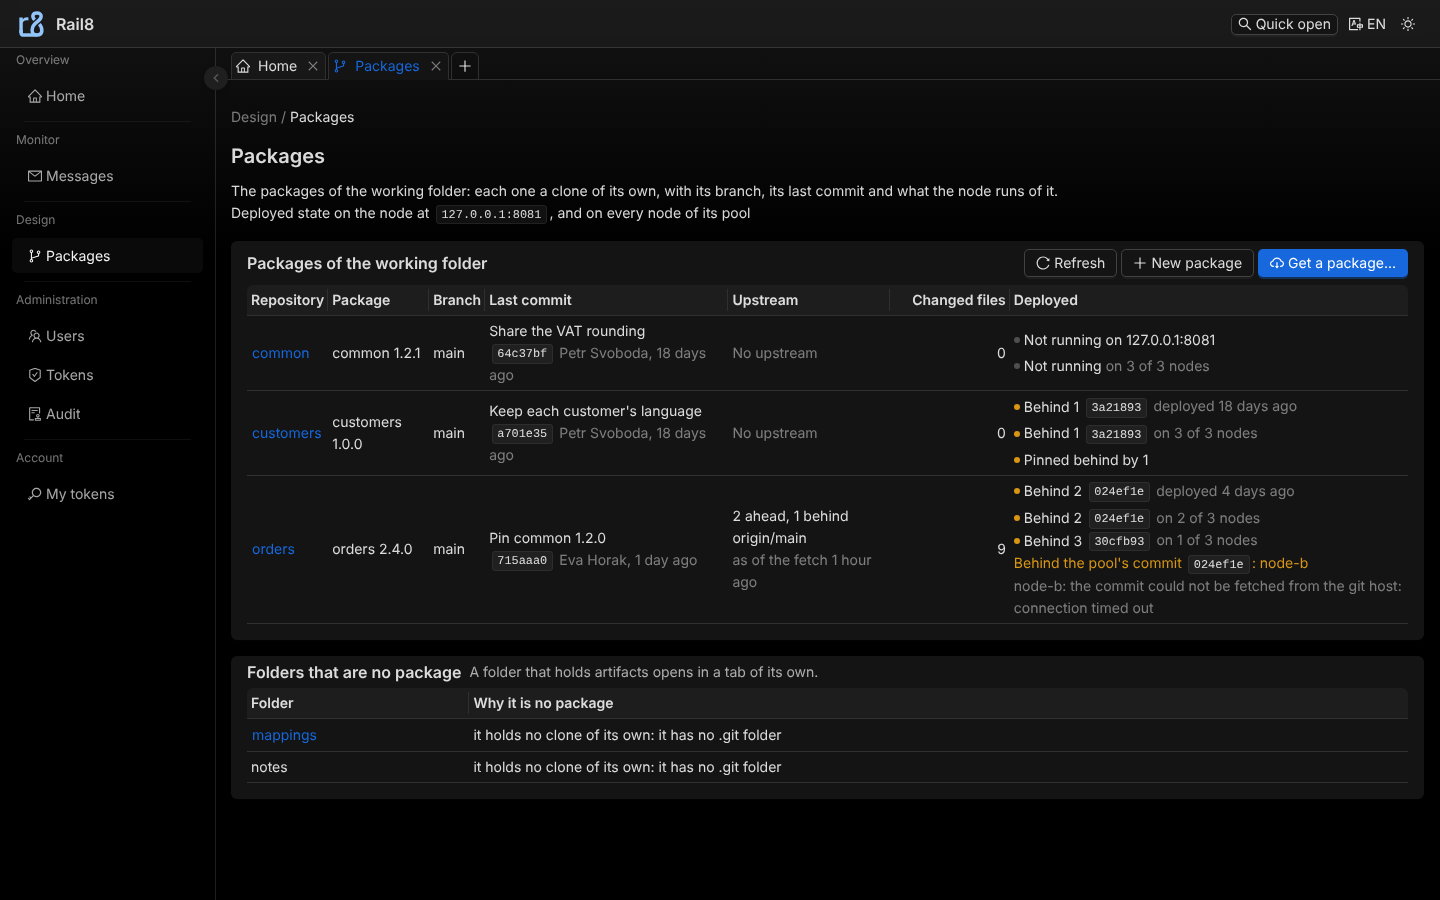 Rail8
Quick open
EN
Overview
Home
Monitor
Messages
Design
Packages
Administration
Users
Tokens
Audit
Account
My tokens
Home
Packages
Design / Packages
Packages
The packages of the working folder: each one a clone of its own, with its branch, its last commit and what the node runs of it.
Deployed state on the node at 127.0.0.1:8081, and on every node of its pool
Packages of the working folder
Refresh
New package
Get a package...
Repository Package Branch Last commit Upstream Changed files Deployed
common common 1.2.1 main
Share the VAT rounding
64c37bf Petr Svoboda, 18 days
ago
No upstream
0
Not running on 127.0.0.1:8081
Not running on 3 of 3 nodes
customers
customers
1.0.0
main
Keep each customer's language
a701e35 Petr Svoboda, 18 days
ago
No upstream
0
Behind 1 3a21893 deployed 18 days ago
Behind 1 3a21893 on 3 of 3 nodes
Pinned behind by 1
orders orders 2.4.0 main
Pin common 1.2.0
715aaa0 Eva Horak, 1 day ago
2 ahead, 1 behind
origin/main
as of the fetch 1 hour
ago
9
Behind 2 024ef1e deployed 4 days ago
Behind 2 024ef1e on 2 of 3 nodes
Behind 3 30cfb93 on 1 of 3 nodes
Behind the pool's commit 024ef1e: node-b
node-b: the commit could not be fetched from the git host:
connection timed out
Folders that are no package A folder that holds artifacts opens in a tab of its own.
Folder Why it is no package
mappings it holds no clone of its own: it has no .git folder
notes it holds no clone of its own: it has no .git folder